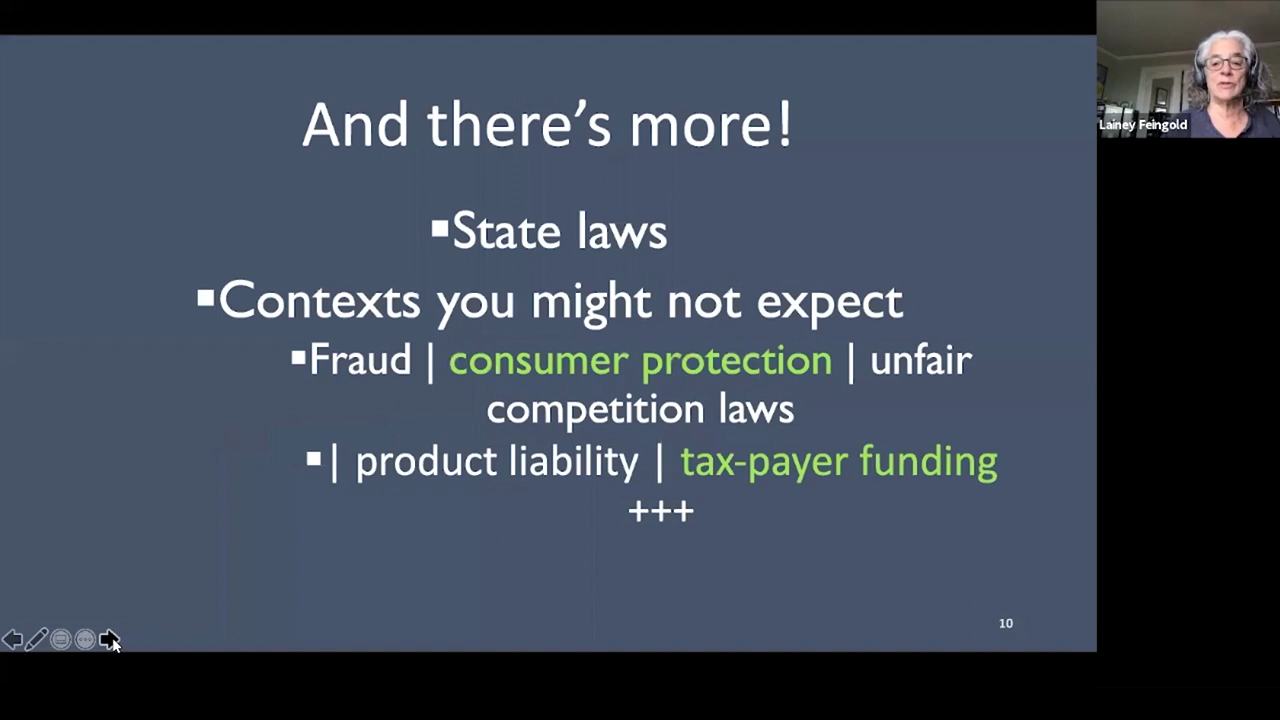 And there's more!
▪State laws
▪Contexts you might not expect
▪Fraud | consumer protection | unfair
competition laws
▪| product liability | tax-payer funding
+++
10
Lainey Feingold